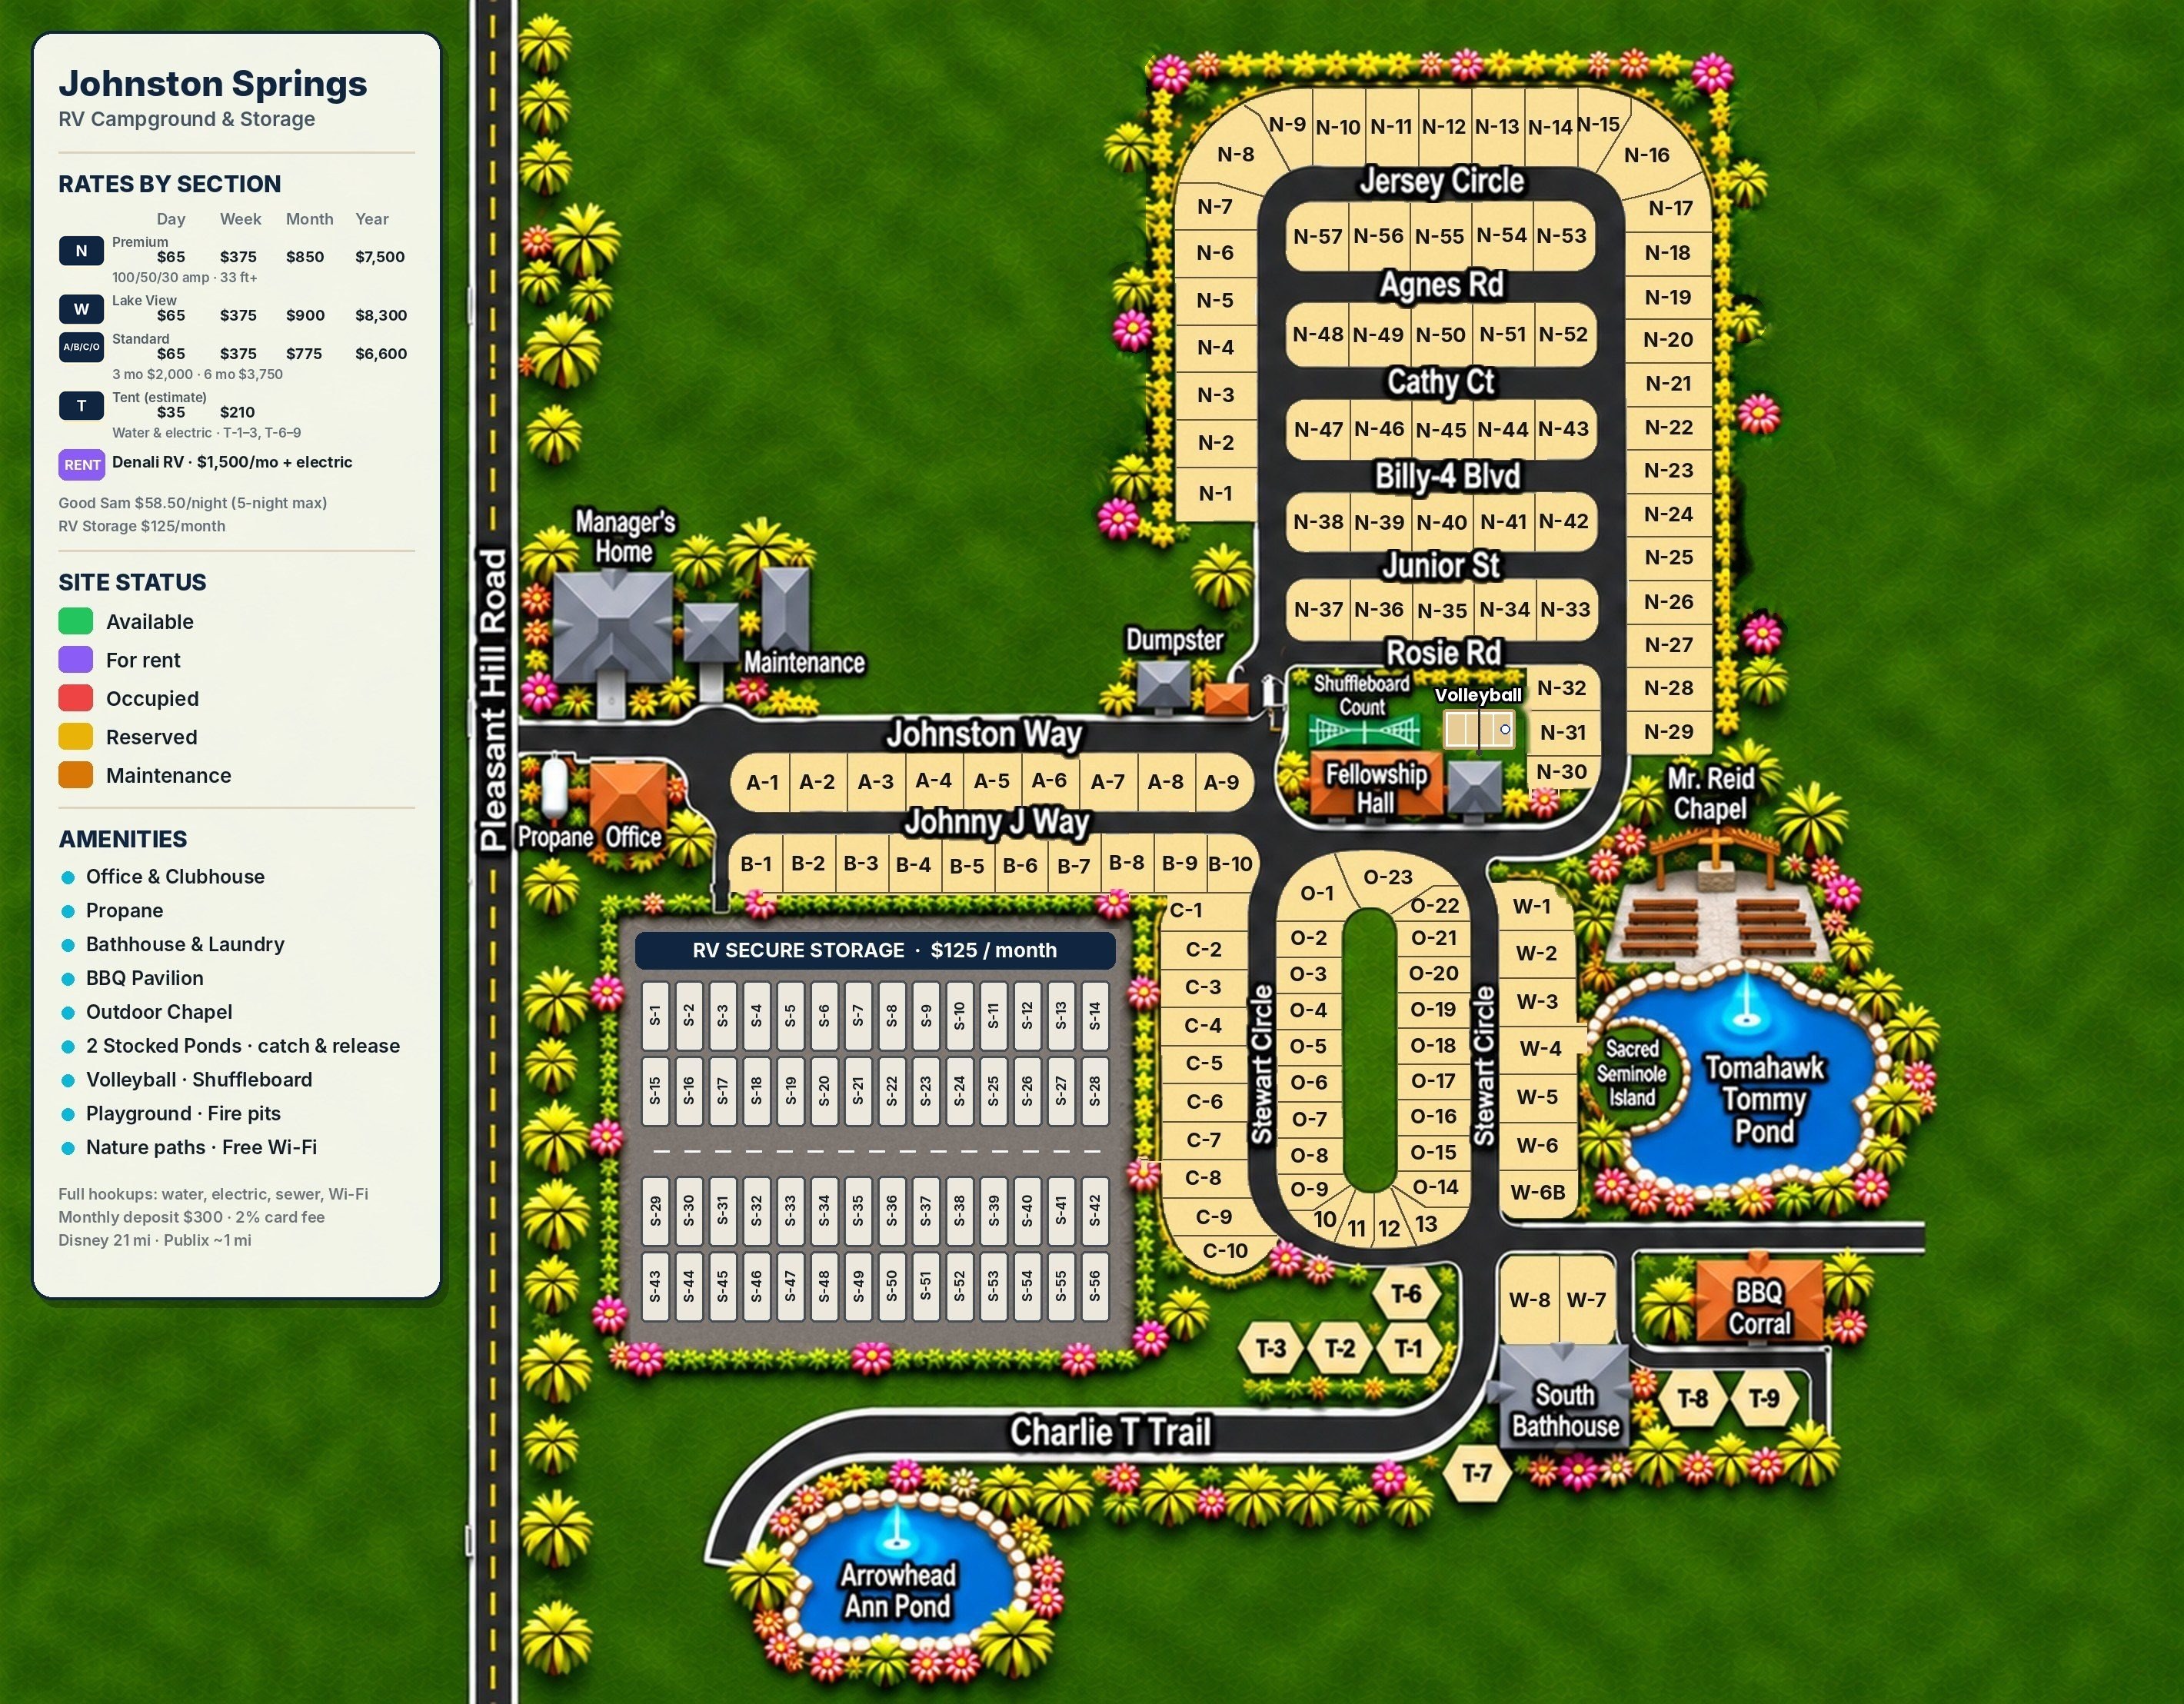 Johnston Springs
RV Campground & Storage
RATES BY SECTION
Day Week Month Year
N Premium
$65 $375 $850 $7,500
100/50/30 amp · 33 ft+
W Lake View
$65 $375 $900 $8,300
A/B/C/O Standard
$65 $375 $775 $6,600
3 mo $2,000 · 6 mo $3,750
T Tent (estimate)
$35 $210
Water & electric · T-1–3, T-6–9
RENT Denali RV · $1,500/mo + electric
Good Sam $58.50/night (5-night max)
RV Storage $125/month
SITE STATUS
Available
For rent
Occupied
Reserved
Maintenance
AMENITIES
Office & Clubhouse
Propane
Bathhouse & Laundry
BBQ Pavilion
Outdoor Chapel
2 Stocked Ponds · catch & release
Volleyball · Shuffleboard
Playground · Fire pits
Nature paths · Free Wi-Fi
Full hookups: water, electric, sewer, Wi-Fi
Monthly deposit $300 · 2% card fee
Disney 21 mi · Publix ~1 mi
Pleasant Hill Road
Manager's
Home
Maintenance
Dumpster
Propane
Office
Johnston Way
A-1 A-2 A-3 A-4 A-5 A-6 A-7 A-8 A-9
Johnny J Way
B-1 B-2 B-3 B-4 B-5 B-6 B-7 B-8 B-9 B-10
N-9 N-10 N-11 N-12 N-13 N-14 N-15
N-8
N-16
Jersey Circle
N-7
N-6
N-5
N-4
N-3
N-2
N-1
N-57 N-56 N-55 N-54 N-53
Agnes Rd
N-48 N-49 N-50 N-51 N-52
Cathy Ct
N-47 N-46 N-45 N-44 N-43
Billy-4 Blvd
N-38 N-39 N-40 N-41 N-42
Junior St
N-37 N-36 N-35 N-34 N-33
Rosie Rd
N-17
N-18
N-19
N-20
N-21
N-22
N-23
N-24
N-25
N-26
N-27
N-28
N-29
Shuffleboard
Count
Volleyball
N-32
N-31
N-30
Fellowship
Hall
Mr. Reid
Chapel
RV SECURE STORAGE · $125 / month
S-1 S-2 S-3 S-4 S-5 S-6 S-7 S-8 S-9 S-10 S-11 S-12 S-13 S-14
S-15 S-16 S-17 S-18 S-19 S-20 S-21 S-22 S-23 S-24 S-25 S-26 S-27 S-28
S-29 S-30 S-31 S-32 S-33 S-34 S-35 S-36 S-37 S-38 S-39 S-40 S-41 S-42
S-43 S-44 S-45 S-46 S-47 S-48 S-49 S-50 S-51 S-52 S-53 S-54 S-55 S-56
C-1
C-2
C-3
C-4
C-5
C-6
C-7
C-8
C-9
C-10
Stewart Circle
O-1
O-2
O-3
O-4
O-5
O-6
O-7
O-8
O-9
10 11 12 13
O-23
O-22
O-21
O-20
O-19
O-18
O-17
O-16
O-15
O-14
Stewart Circle
W-1
W-2
W-3
W-4
W-5
W-6
W-6B
Sacred
Seminole
Island
Tomahawk
Tommy
Pond
W-8 W-7
BBQ
Corral
T-6
T-3 T-2 T-1
South
Bathhouse
T-8 T-9
T-7
Charlie T Trail
Arrowhead
Ann Pond